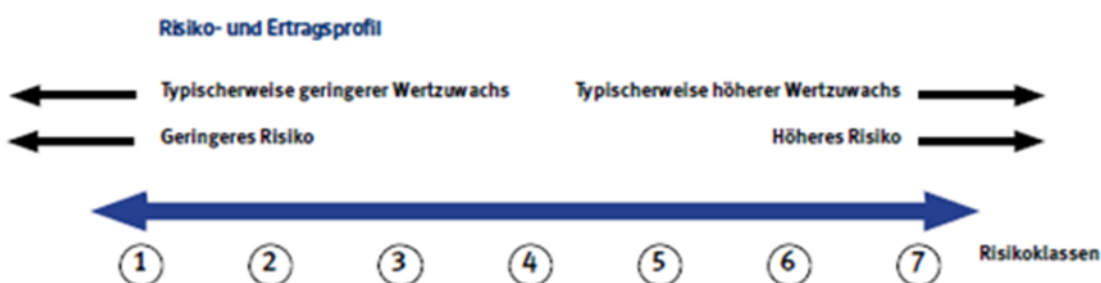 Risiko- und Ertragsprofil
Typischerweise geringerer Wertzuwachs Typischerweise höherer Wertzuwachs
Geringeres Risiko Höheres Risiko
1 2 3 4 5 6 7 Risikoklassen